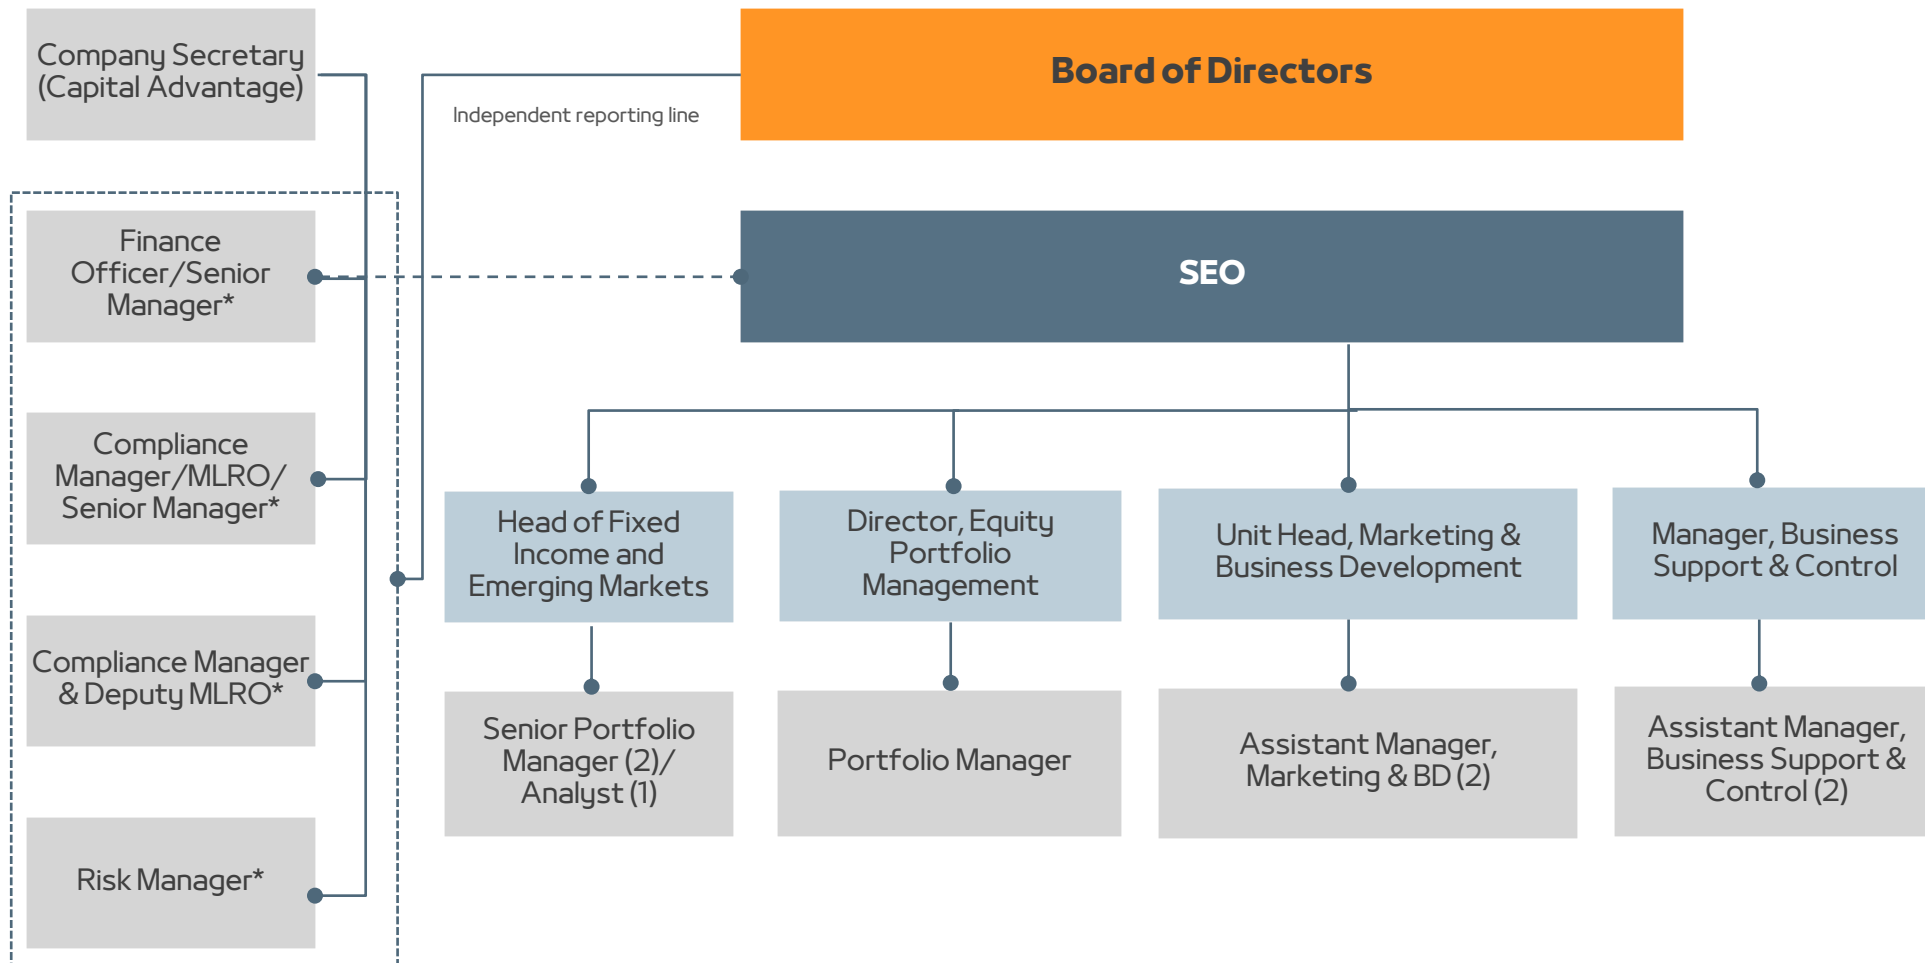 Company Secretary
(Capital Advantage)
Board of Directors
Independent reporting line
Finance
Officer/Senior
Manager*
SEO
Compliance
Manager/MLRO/
Senior Manager*
Compliance Manager
& Deputy MLRO*
Risk Manager*
Head of Fixed
Income and
Emerging Markets
Director, Equity
Portfolio
Management
Unit Head, Marketing &
Business Development
Manager, Business
Support & Control
Senior Portfolio
Manager (2)/
Analyst (1)
Portfolio Manager
Assistant Manager,
Marketing & BD (2)
Assistant Manager,
Business Support &
Control (2)